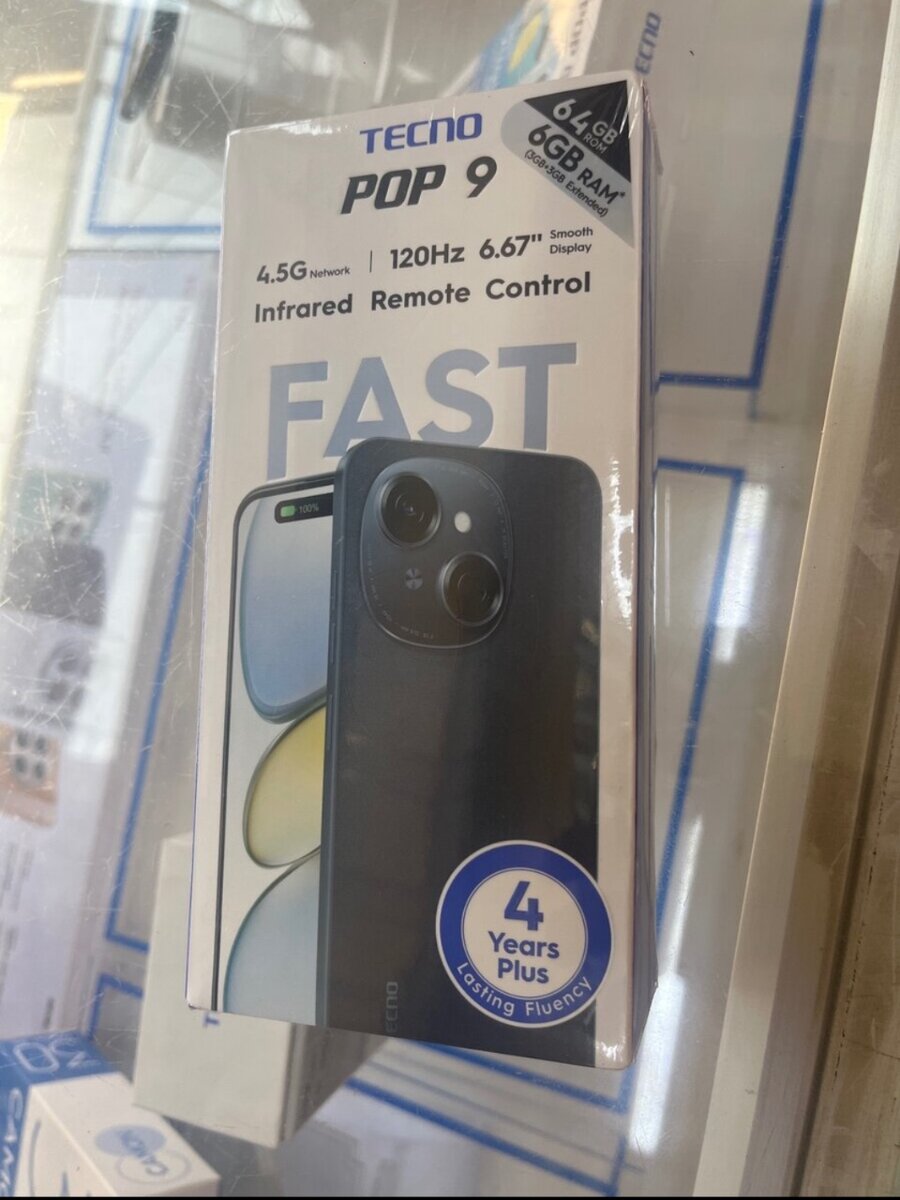 TECNO
POP 9
64GB ROM
6GB RAM*
(3GB+3GB Extended)
4.5G Network | 120Hz 6.67" Smooth Display
Infrared Remote Control
FAST
100%
4
Years
Plus
Lasting Fluency
TECNO